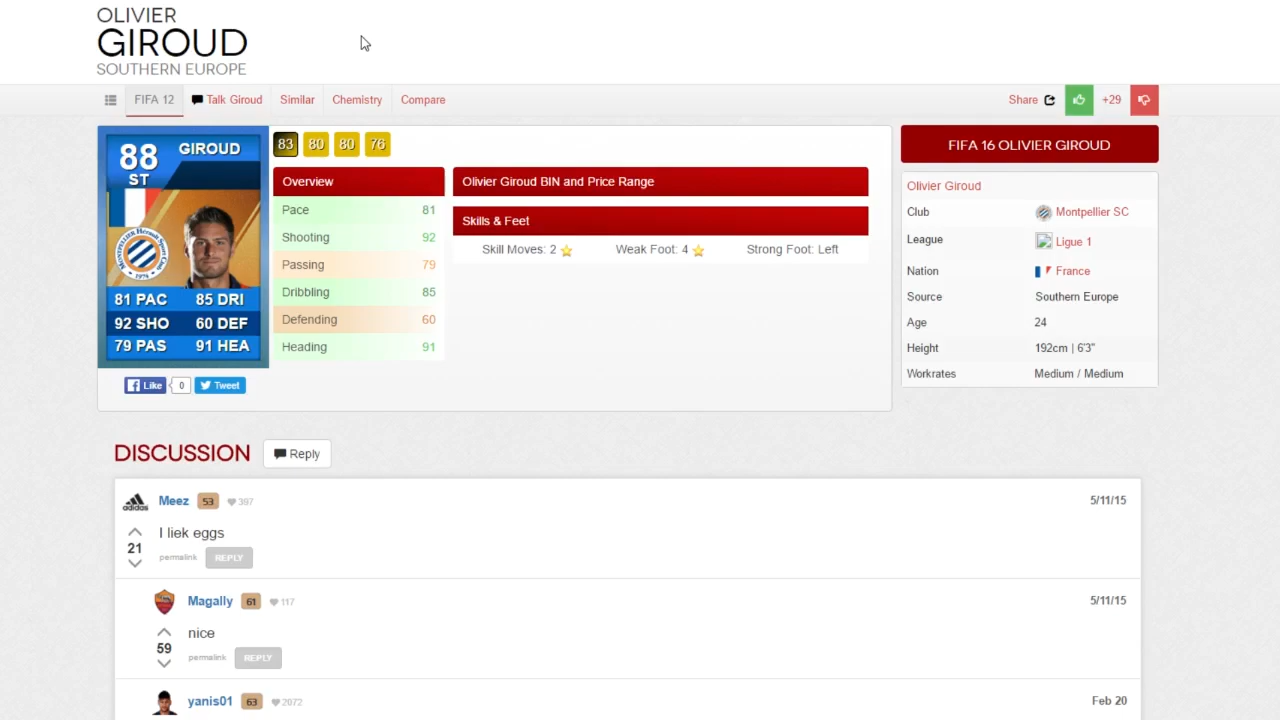 OLIVIER
GIROUD
SOUTHERN EUROPE
FIFA 12 Talk Giroud Similar Chemistry Compare Share +29
88 GIROUD
ST
MONTPELLIER Hérault Sport Club
1974
81 PAC 85 DRI
92 SHO 60 DEF
79 PAS 91 HEA
Like 0 Tweet
83 80 80 76
Overview
Pace 81
Shooting 92
Passing 79
Dribbling 85
Defending 60
Heading 91
Olivier Giroud BIN and Price Range
Skills & Feet
Skill Moves: 2 Weak Foot: 4 Strong Foot: Left
FIFA 16 OLIVIER GIROUD
Olivier Giroud
Club Montpellier SC
League Ligue 1
Nation France
Source Southern Europe
Age 24
Height 192cm | 6'3"
Workrates Medium / Medium
DISCUSSION Reply
adidas Meez 53 397 5/11/15
I liek eggs
21
permalink REPLY
Magally 61 117 5/11/15
nice
59
permalink REPLY
yanis01 63 2072 Feb 20